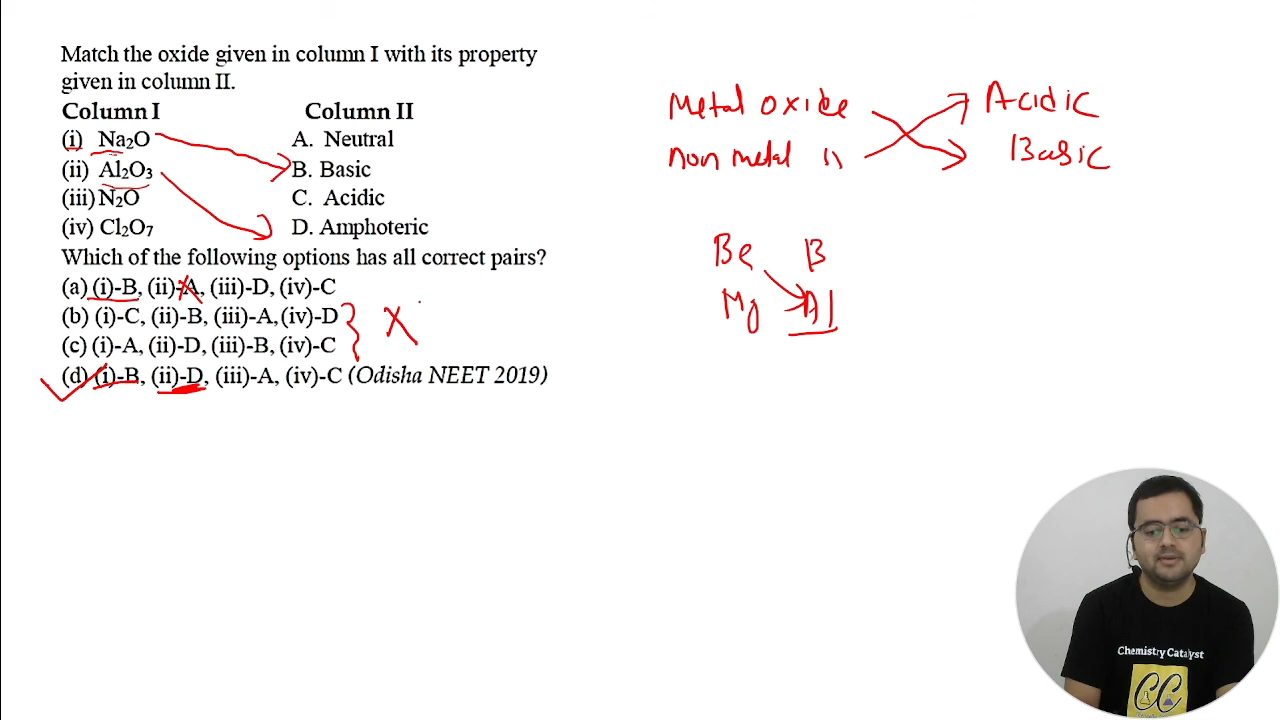 Match the oxide given in column I with its property
given in column II.
Column I Column II
(i) Na₂O A. Neutral
(ii) Al₂O₃ B. Basic
(iii) N₂O C. Acidic
(iv) Cl₂O₇ D. Amphoteric
Which of the following options has all correct pairs?
(a) (i)-B, (ii)-A, (iii)-D, (iv)-C
(b) (i)-C, (ii)-B, (iii)-A, (iv)-D
(c) (i)-A, (ii)-D, (iii)-B, (iv)-C
(d) (i)-B, (ii)-D, (iii)-A, (iv)-C (Odisha NEET 2019)
Metal oxide Acidic
non metal 11 Basic
Be B
Mg Al
Chemistry Catalyst
CC